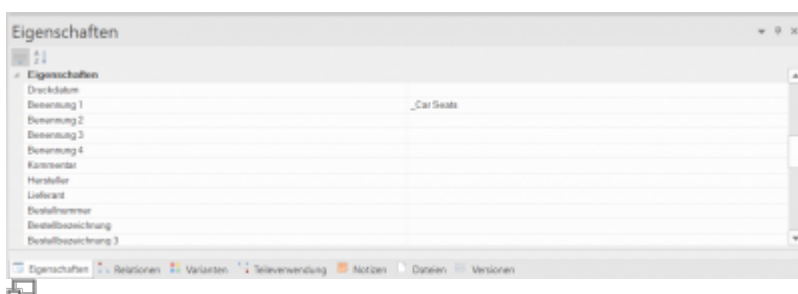 Eigenschaften
Eigenschaften
Druckdatum
Benennung 1 _Car Seats
Benennung 2
Benennung 3
Benennung 4
Kommentar
Hersteller
Lieferant
Bestellnummer
Bestellbezeichnung
Bestellbezeichnung 3
Eigenschaften Relationen Varianten Teileverwendung Notizen Dateien Versionen